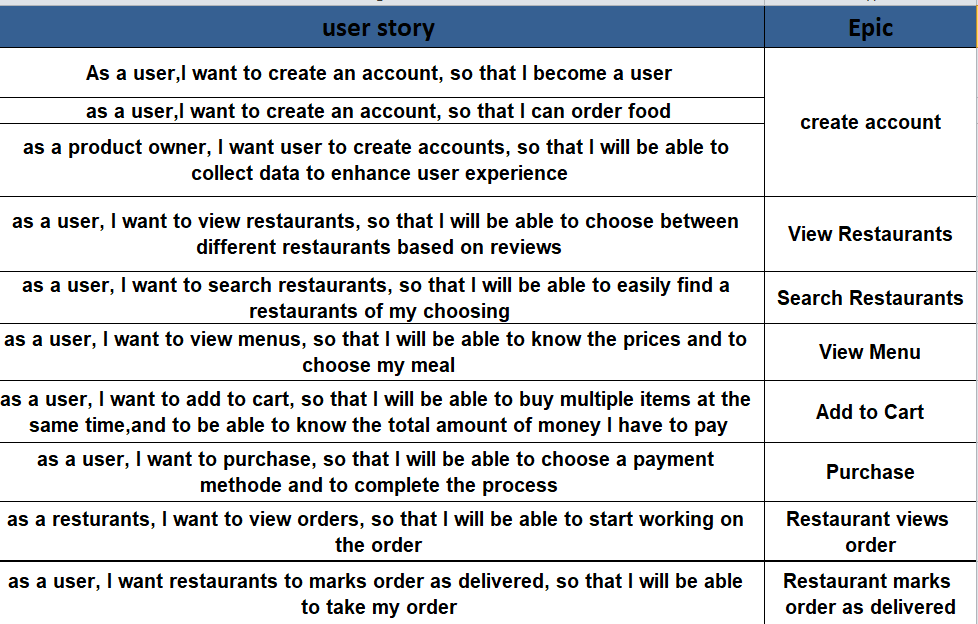 user story
Epic
As a user,I want to create an account, so that I become a user
as a user,I want to create an account, so that I can order food
create account
as a product owner, I want user to create accounts, so that I will be able to
collect data to enhance user experience
as a user, I want to view restaurants, so that I will be able to choose between
different restaurants based on reviews
View Restaurants
as a user, I want to search restaurants, so that I will be able to easily find a
restaurants of my choosing
Search Restaurants
as a user, I want to view menus, so that I will be able to know the prices and to
choose my meal
View Menu
as a user, I want to add to cart, so that I will be able to buy multiple items at the
same time,and to be able to know the total amount of money I have to pay
Add to Cart
as a user, I want to purchase, so that I will be able to choose a payment
methode and to complete the process
Purchase
as a resturants, I want to view orders, so that I will be able to start working on
the order
Restaurant views
order
as a user, I want restaurants to marks order as delivered, so that I will be able
to take my order
Restaurant marks
order as delivered